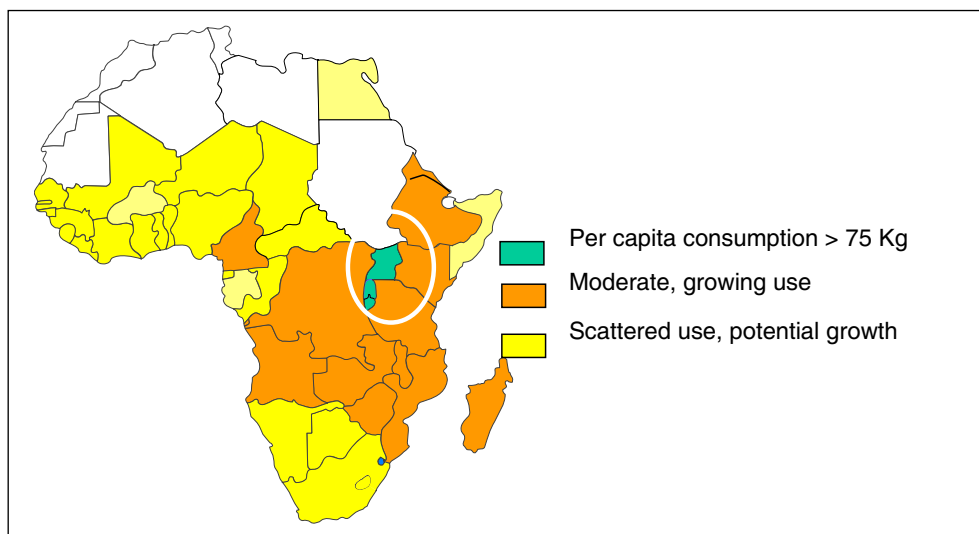 Per capita consumption > 75 Kg
Moderate, growing use
Scattered use, potential growth